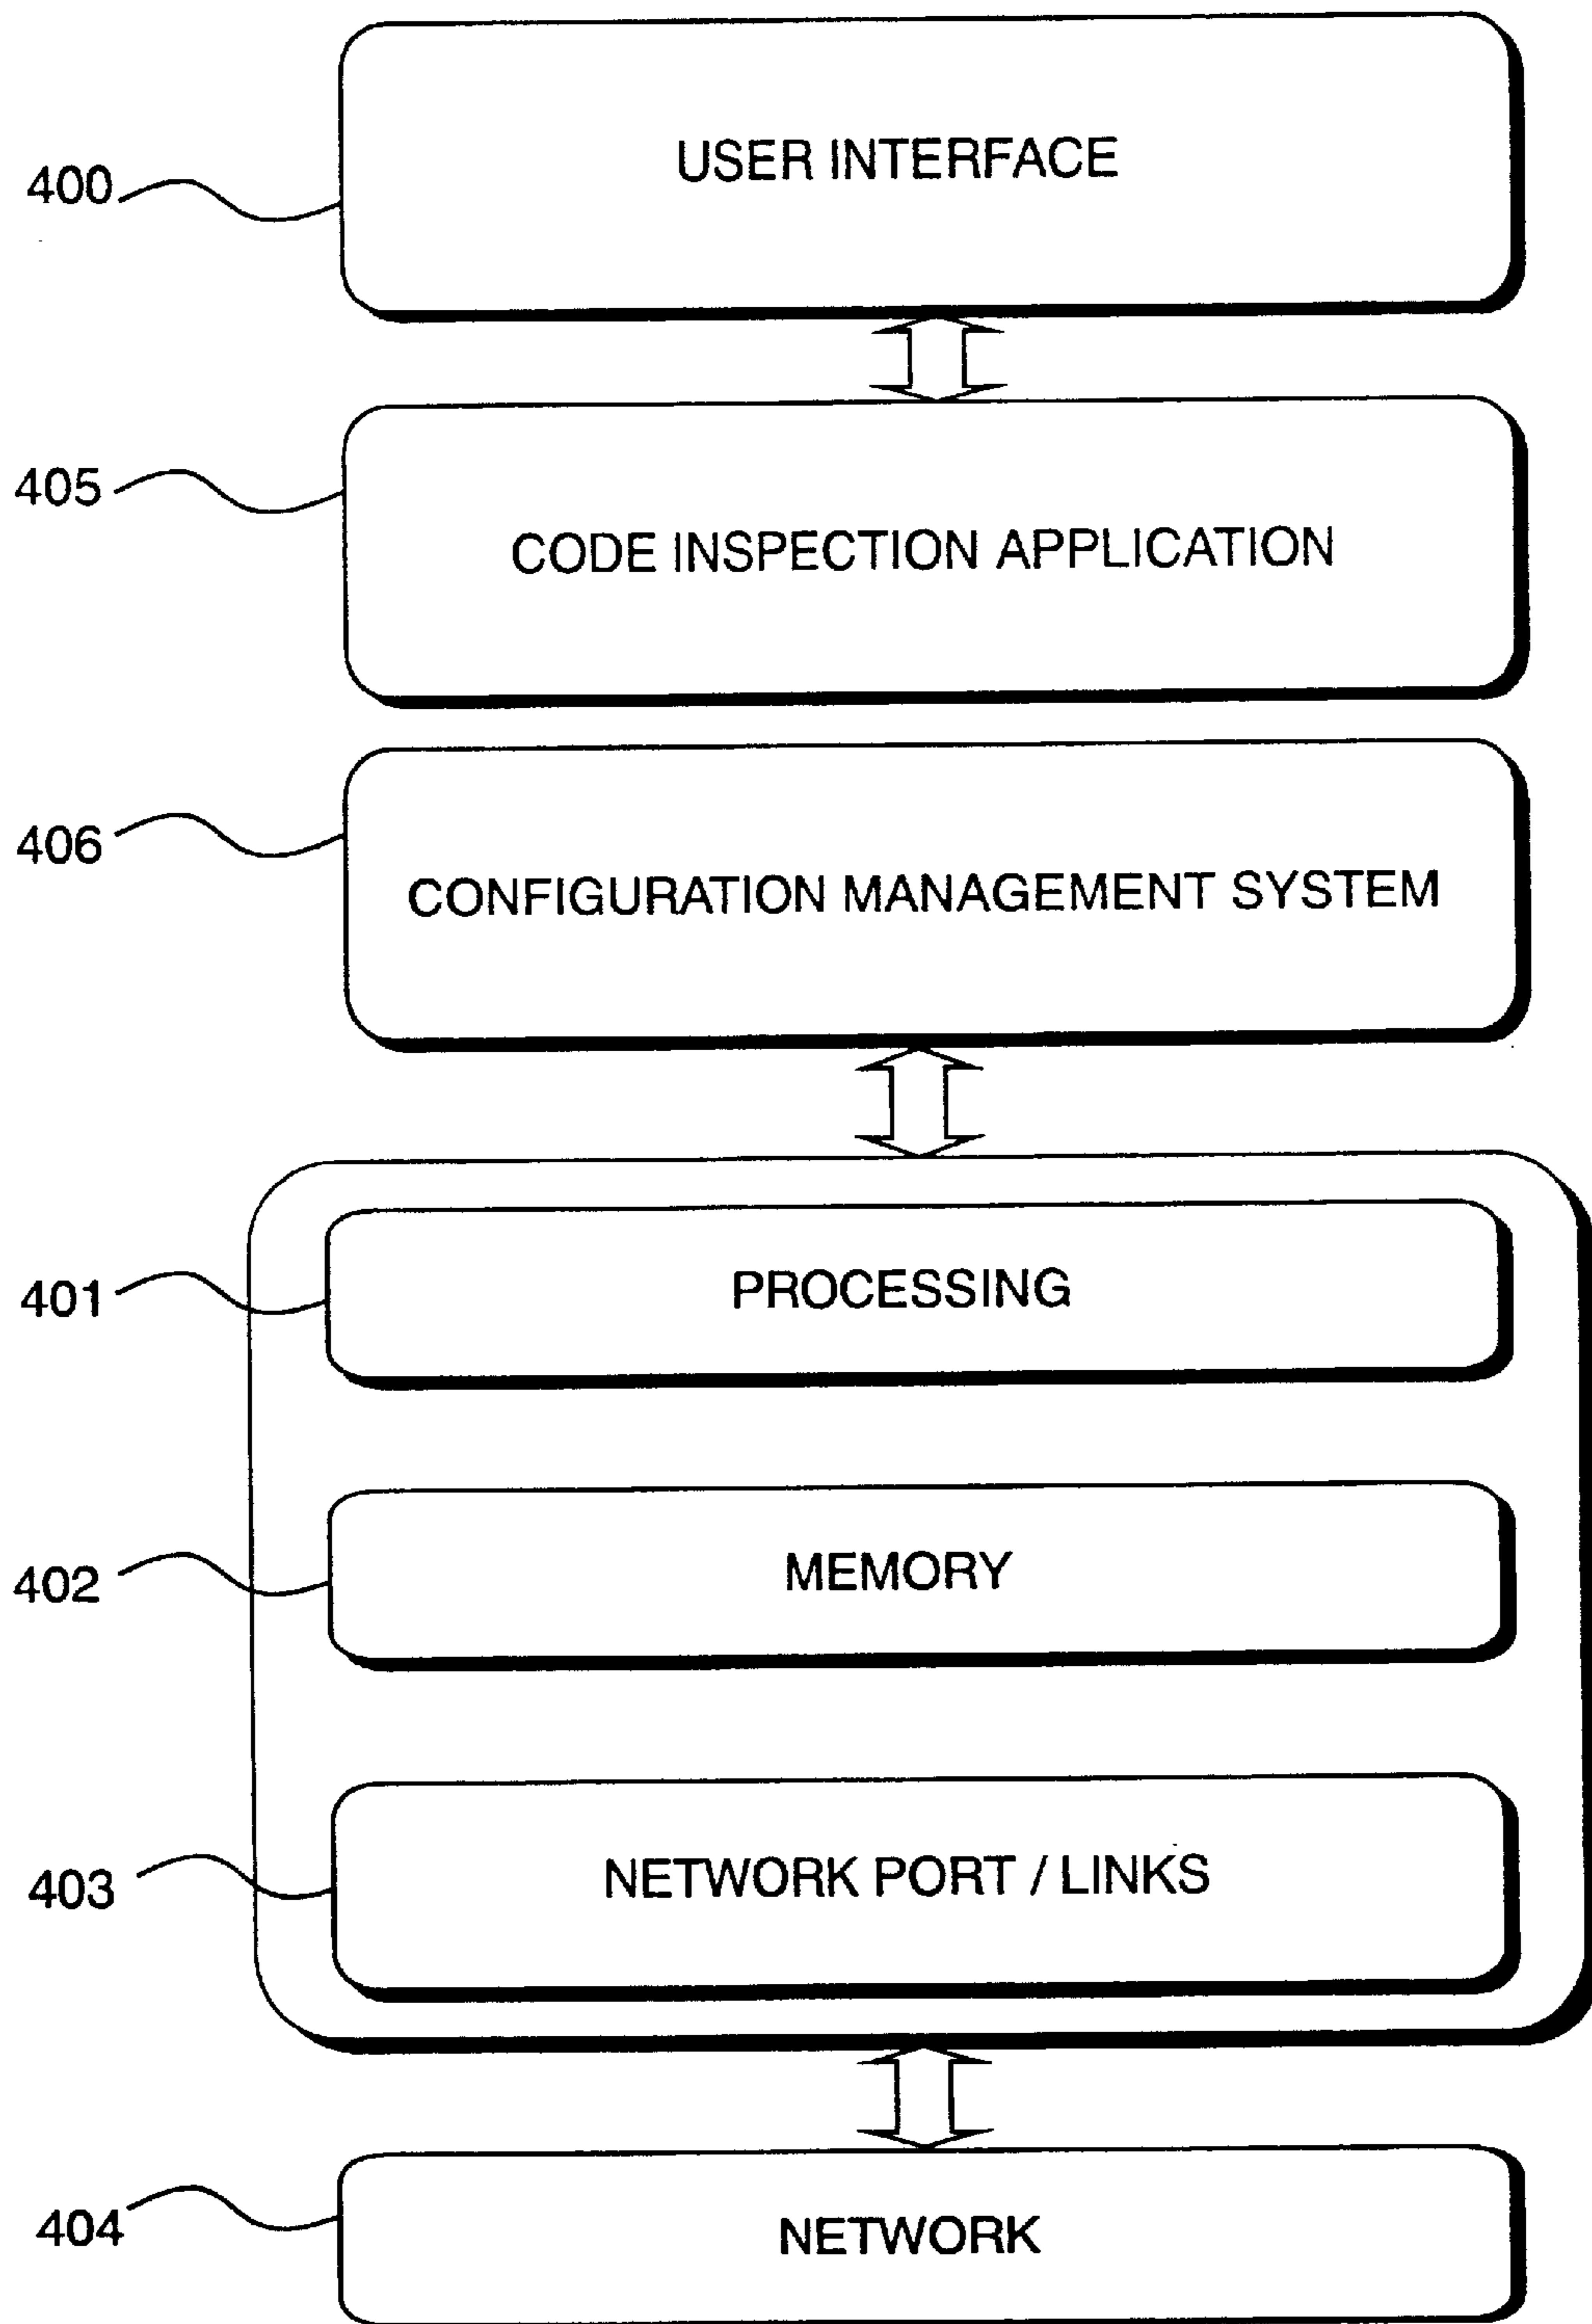 USER INTERFACE
400
405
CODE INSPECTION APPLICATION
406
CONFIGURATION MANAGEMENT SYSTEM
401
PROCESSING
402
MEMORY
403
NETWORK PORT / LINKS
404
NETWORK